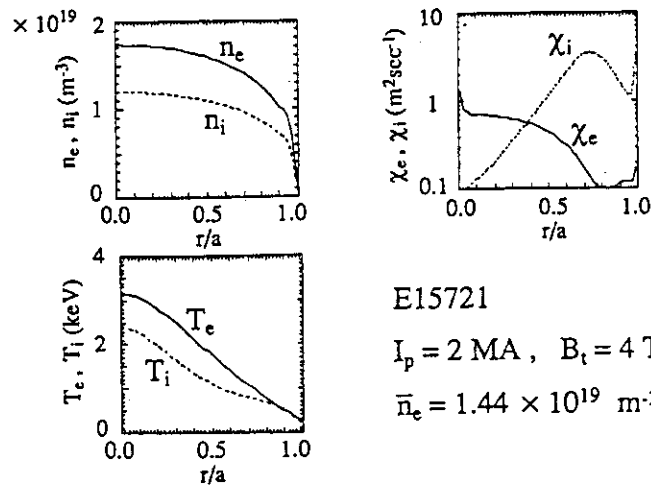 × 10¹⁹
2
1
0
n_e , n_i (m⁻³)
n_e
n_i
0.0 0.5 1.0
r/a
10
1
0.1
χ_e , χ_i (m²scc⁻¹)
χ_i
χ_e
0.0 0.5 1.0
r/a
4
2
0
T_e , T_i (keV)
T_e
T_i
0.0 0.5 1.0
r/a
E15721
I_p = 2 MA , B_t = 4 T
n̄_e = 1.44 × 10¹⁹ m⁻³